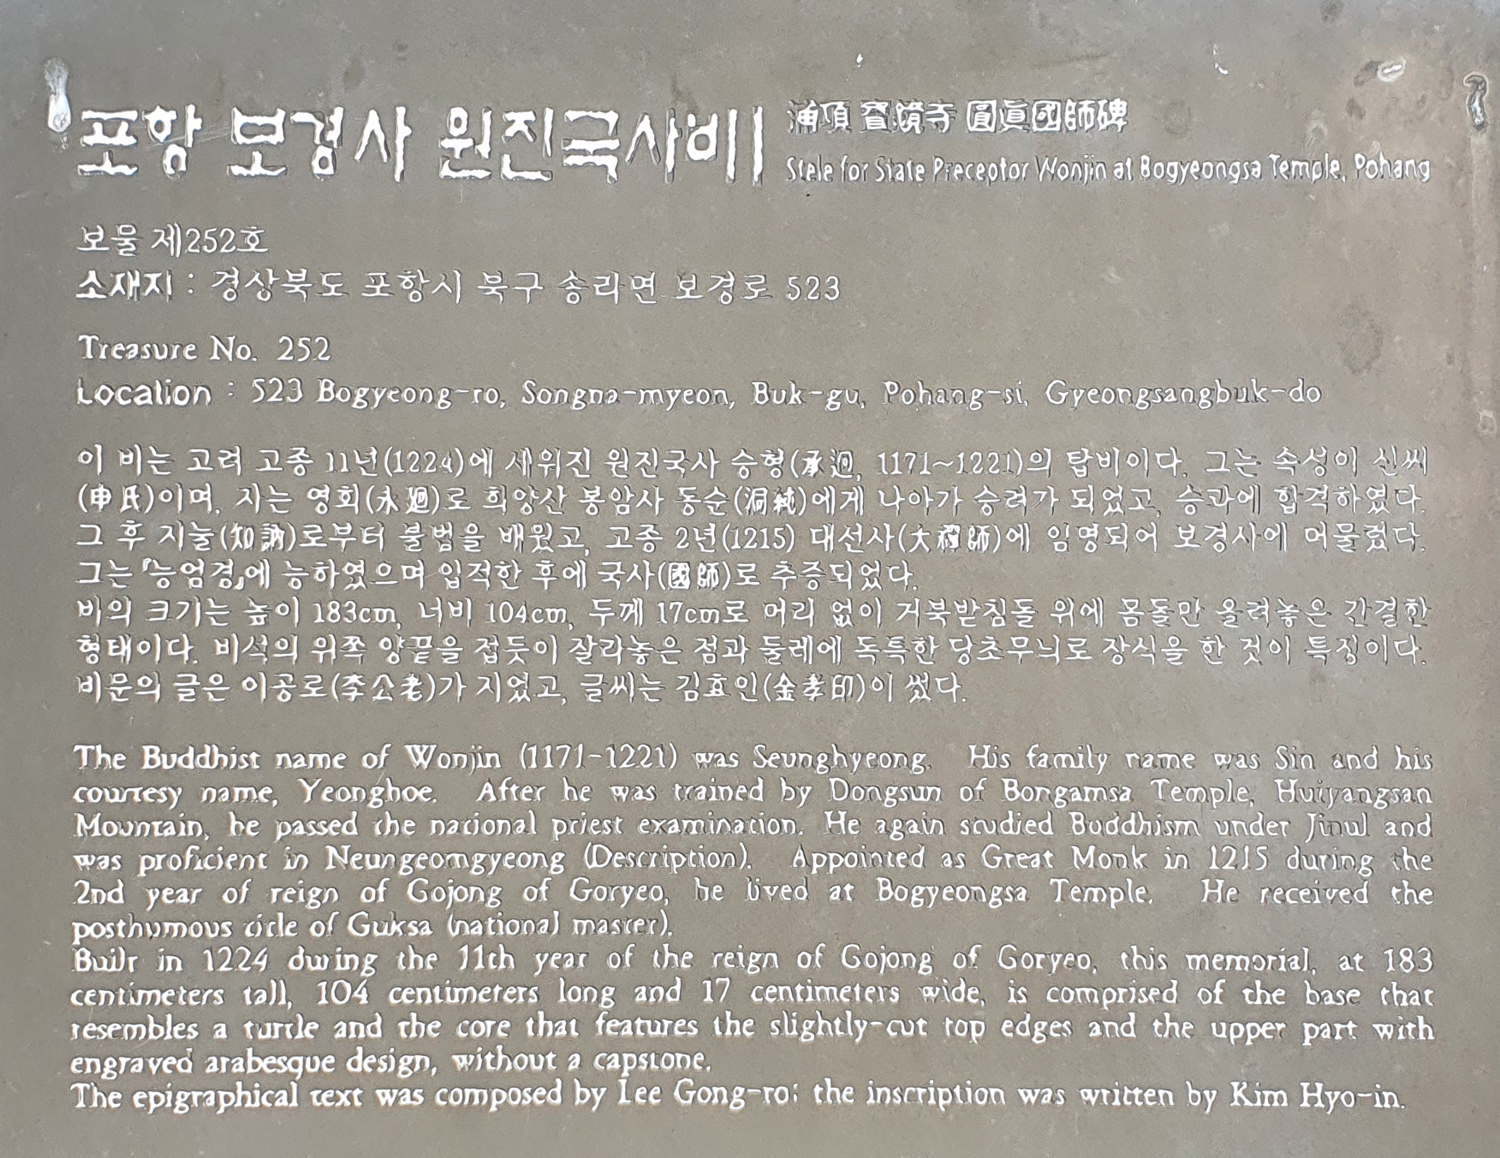 포항 보경사 원진국사비 浦項 寶鏡寺 圓眞國師碑
Stele for State Preceptor Wonjin at Bogyeongsa Temple, Pohang
보물 제252호
소재지 : 경상북도 포항시 북구 송라면 보경로 523
Treasure No. 252
Location : 523 Bogyeong-ro, Songna-myeon, Buk-gu, Pohang-si, Gyeongsangbuk-do
이 비는 고려 고종 11년(1224)에 세워진 원진국사 승형(承迥, 1171~1221)의 탑비이다. 그는 속성이 신씨
(申氏)이며, 자는 영회(永廻)로 희양산 봉암사 동순(洞純)에게 나아가 승려가 되었고, 승과에 합격하였다.
그 후 지눌(知訥)로부터 불법을 배웠고, 고종 2년(1215) 대선사(大禪師)에 임명되어 보경사에 머물렀다.
그는『능엄경』에 능하였으며 입적한 후에 국사(國師)로 추증되었다.
비의 크기는 높이 183cm, 너비 104cm, 두께 17cm로 머리 없이 거북받침돌 위에 몸돌만 올려놓은 간결한
형태이다. 비석의 위쪽 양끝을 접듯이 잘라놓은 점과 둘레에 독특한 당초무늬로 장식을 한 것이 특징이다.
비문의 글은 이공로(李公老)가 지었고, 글씨는 김효인(金孝印)이 썼다.
The Buddhist name of Wonjin (1171-1221) was Seunghyeong. His family name was Sin and his
courtesy name, Yeonghoe. After he was trained by Dongsun of Bongamsa Temple, Huiyangsan
Mountain, he passed the national priest examination. He again studied Buddhism under Jinul and
was proficient in Neungeomgyeong (Description). Appointed as Great Monk in 1215 during the
2nd year of reign of Gojong of Goryeo, he lived at Bogyeongsa Temple. He received the
posthumous title of Guksa (national master).
Built in 1224 during the 11th year of the reign of Gojong of Goryeo, this memorial, at 183
centimeters tall, 104 centimeters long and 17 centimeters wide, is comprised of the base that
resembles a turtle and the core that features the slightly-cut top edges and the upper part with
engraved arabesque design, without a capstone.
The epigraphical text was composed by Lee Gong-ro; the inscription was written by Kim Hyo-in.